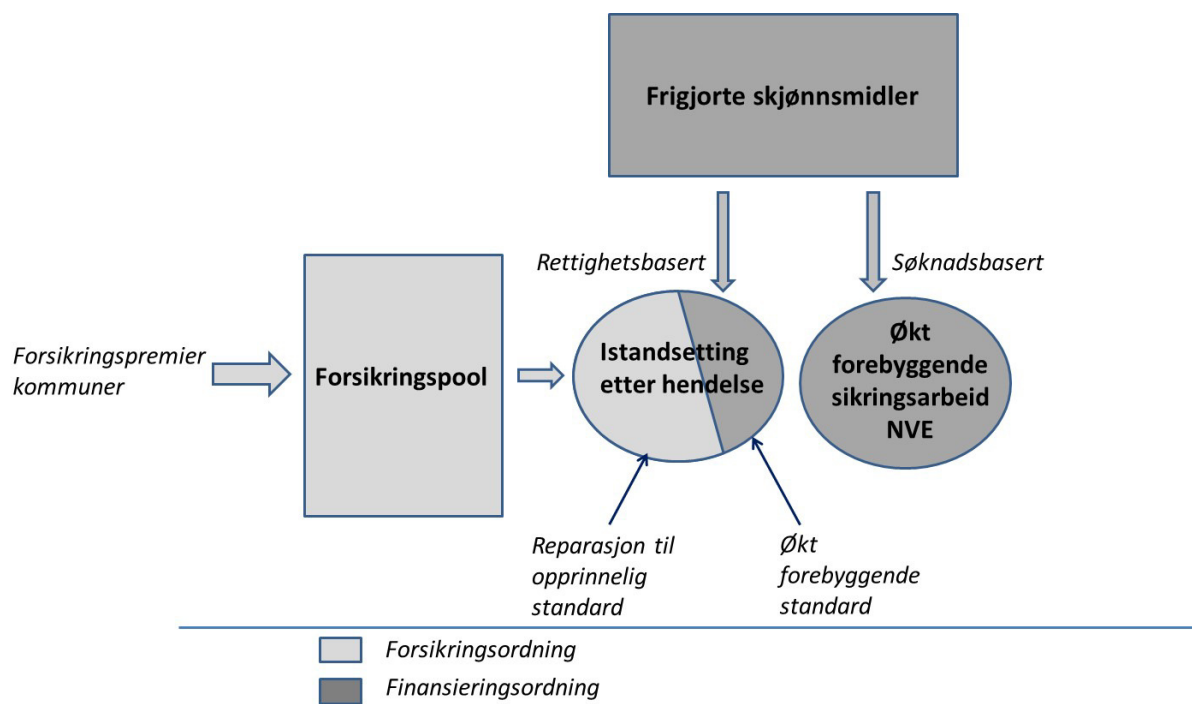 Frigjorte skjønnsmidler
Rettighetsbasert
Søknadsbasert
Forsikringspremier
kommuner
Forsikringspool
Istandsetting
etter hendelse
Økt
forebyggende
sikringsarbeid
NVE
Reparasjon til
opprinnelig
standard
Økt
forebyggende
standard
Forsikringsordning
Finansieringsordning